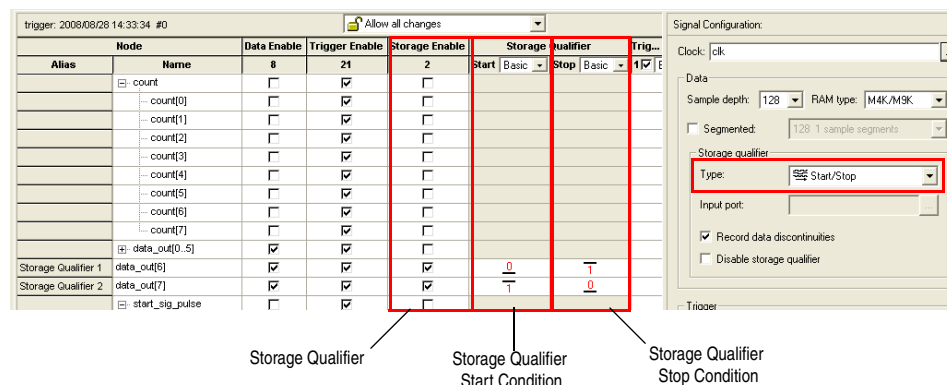 trigger: 2008/08/28 14:33:34 #0
Allow all changes
Node Data Enable Trigger Enable Storage Enable Storage Qualifier Trig...
Alias Name 8 21 2 Start Basic Stop Basic 1
count
count[0]
count[1]
count[2]
count[3]
count[4]
count[5]
count[6]
count[7]
data_out[0..5]
Storage Qualifier 1 data_out[6] 0 1
Storage Qualifier 2 data_out[7] 1 0
start_sig_pulse
Signal Configuration:
Clock: clk
Data
Sample depth: 128 RAM type: M4K/M9K
Segmented: 128 1 sample segments
Storage qualifier
Type: Start/Stop
Input port:
Record data discontinuities
Disable storage qualifier
Trigger
Storage Qualifier
Storage Qualifier
Start Condition
Storage Qualifier
Stop Condition